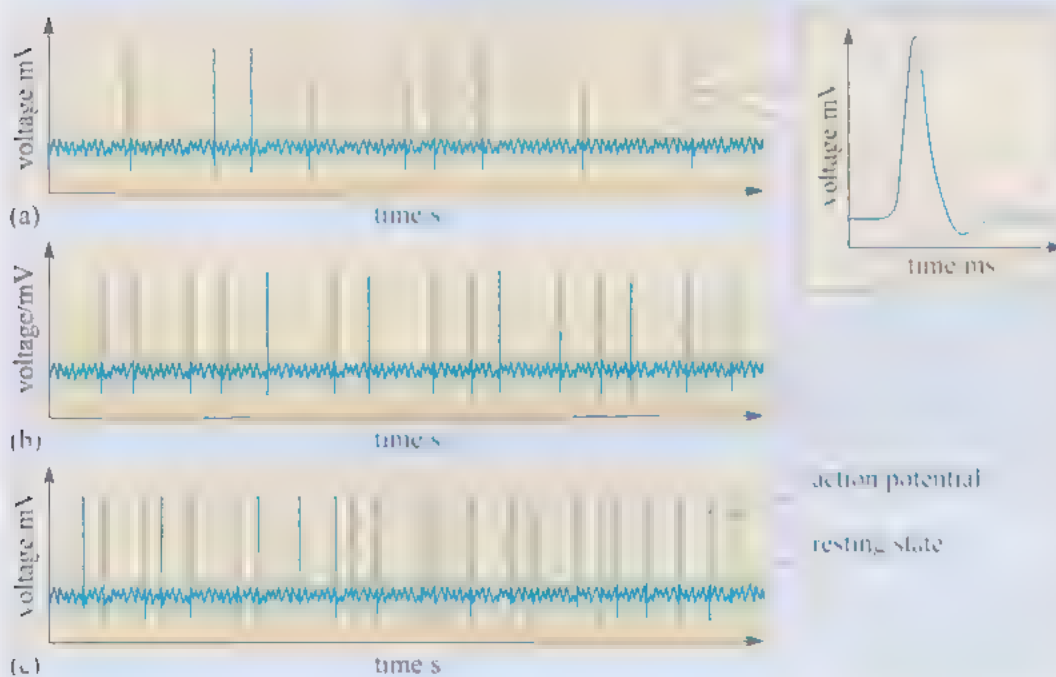 voltage mV
(a)
time s
voltage mV
time ms
voltage/mV
(b)
time s
action potential
resting state
voltage mV
(c)
time s